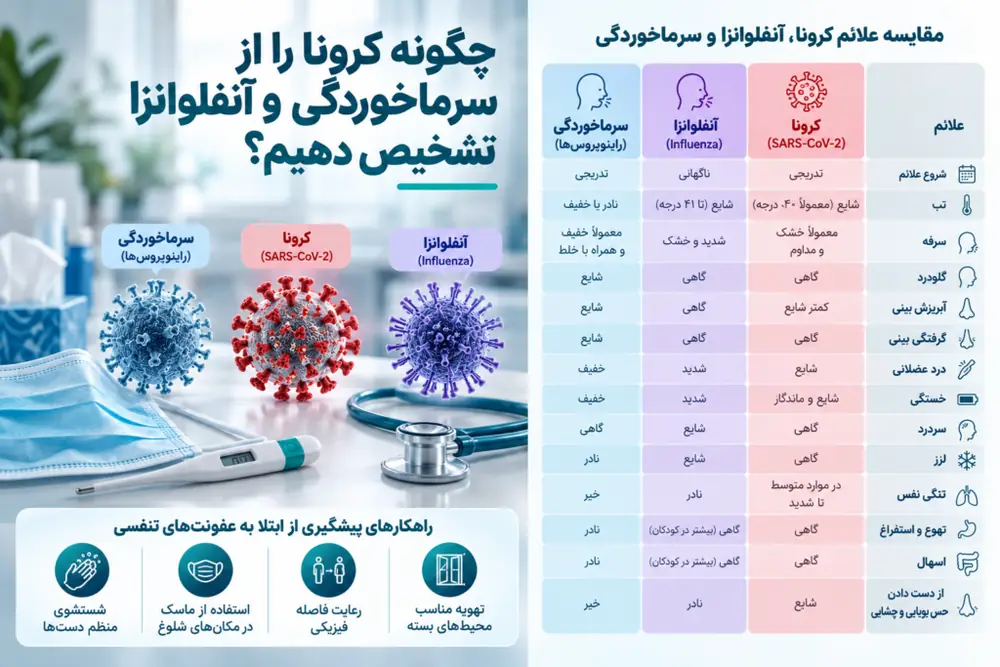 چگونه کرونا را از
سرماخوردگی و آنفلوانزا
تشخیص دهیم؟
آنفلوانزا
(Influenza)
کرونا
(SARS-CoV-2)
سرماخوردگی
(راینوپروس‌ها)
راهکارهای پیشگیری از ابتلا به عفونت‌های تنفسی
تهویه مناسب
محیط‌های بسته
رعایت فاصله
فیزیکی
استفاده از ماسک
در مکان‌های شلوغ
شستشوی
منظم دست‌ها
مقایسه علائم کرونا، آنفلوانزا و سرماخوردگی
علائم
کرونا
(SARS-CoV-2)
آنفلوانزا
(Influenza)
سرماخوردگی
(راینوپروس‌ها)
شروع علائم تدریجی ناگهانی تدریجی
تب شایع (معمولاً ۴۰ درجه) شایع (تا ۴۱ درجه) نادر یا خفیف
سرفه
معمولاً خشک
و مداوم
شدید و خشک
معمولاً خفیف
و همراه با خلط
گلودرد گاهی گاهی شایع
آبریزش بینی کمتر شایع گاهی شایع
گرفتگی بینی گاهی گاهی شایع
درد عضلانی شایع شدید خفیف
خستگی شایع و ماندگار شدید خفیف
سردرد گاهی شایع گاهی
لزز گاهی شایع نادر
تنگی نفس
در موارد متوسط
تا شدید
نادر
خیر
تهوع و استفراغ گاهی گاهی (بیشتر در کودکان) نادر
اسهال گاهی گاهی (بیشتر در کودکان) نادر
از دست دادن
حس بویایی و چشایی
شایع
نادر
خیر